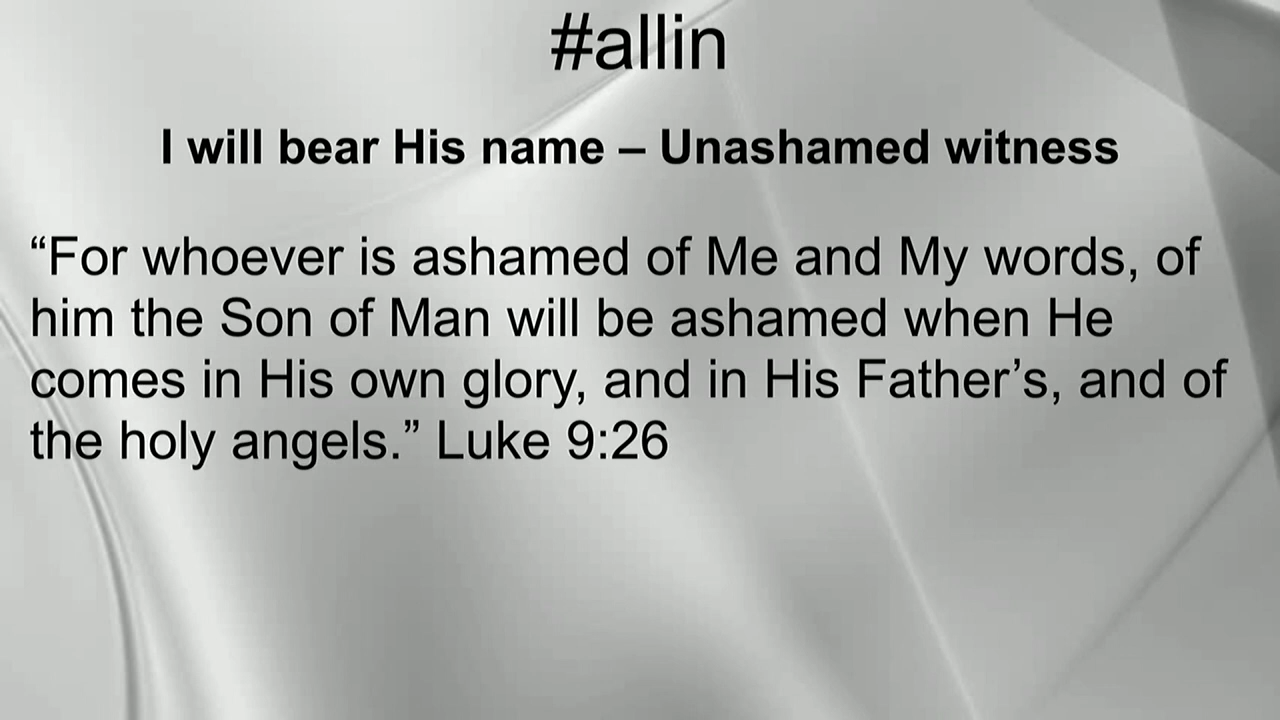 #allin
I will bear His name – Unashamed witness
“For whoever is ashamed of Me and My words, of
him the Son of Man will be ashamed when He
comes in His own glory, and in His Father’s, and of
the holy angels.” Luke 9:26